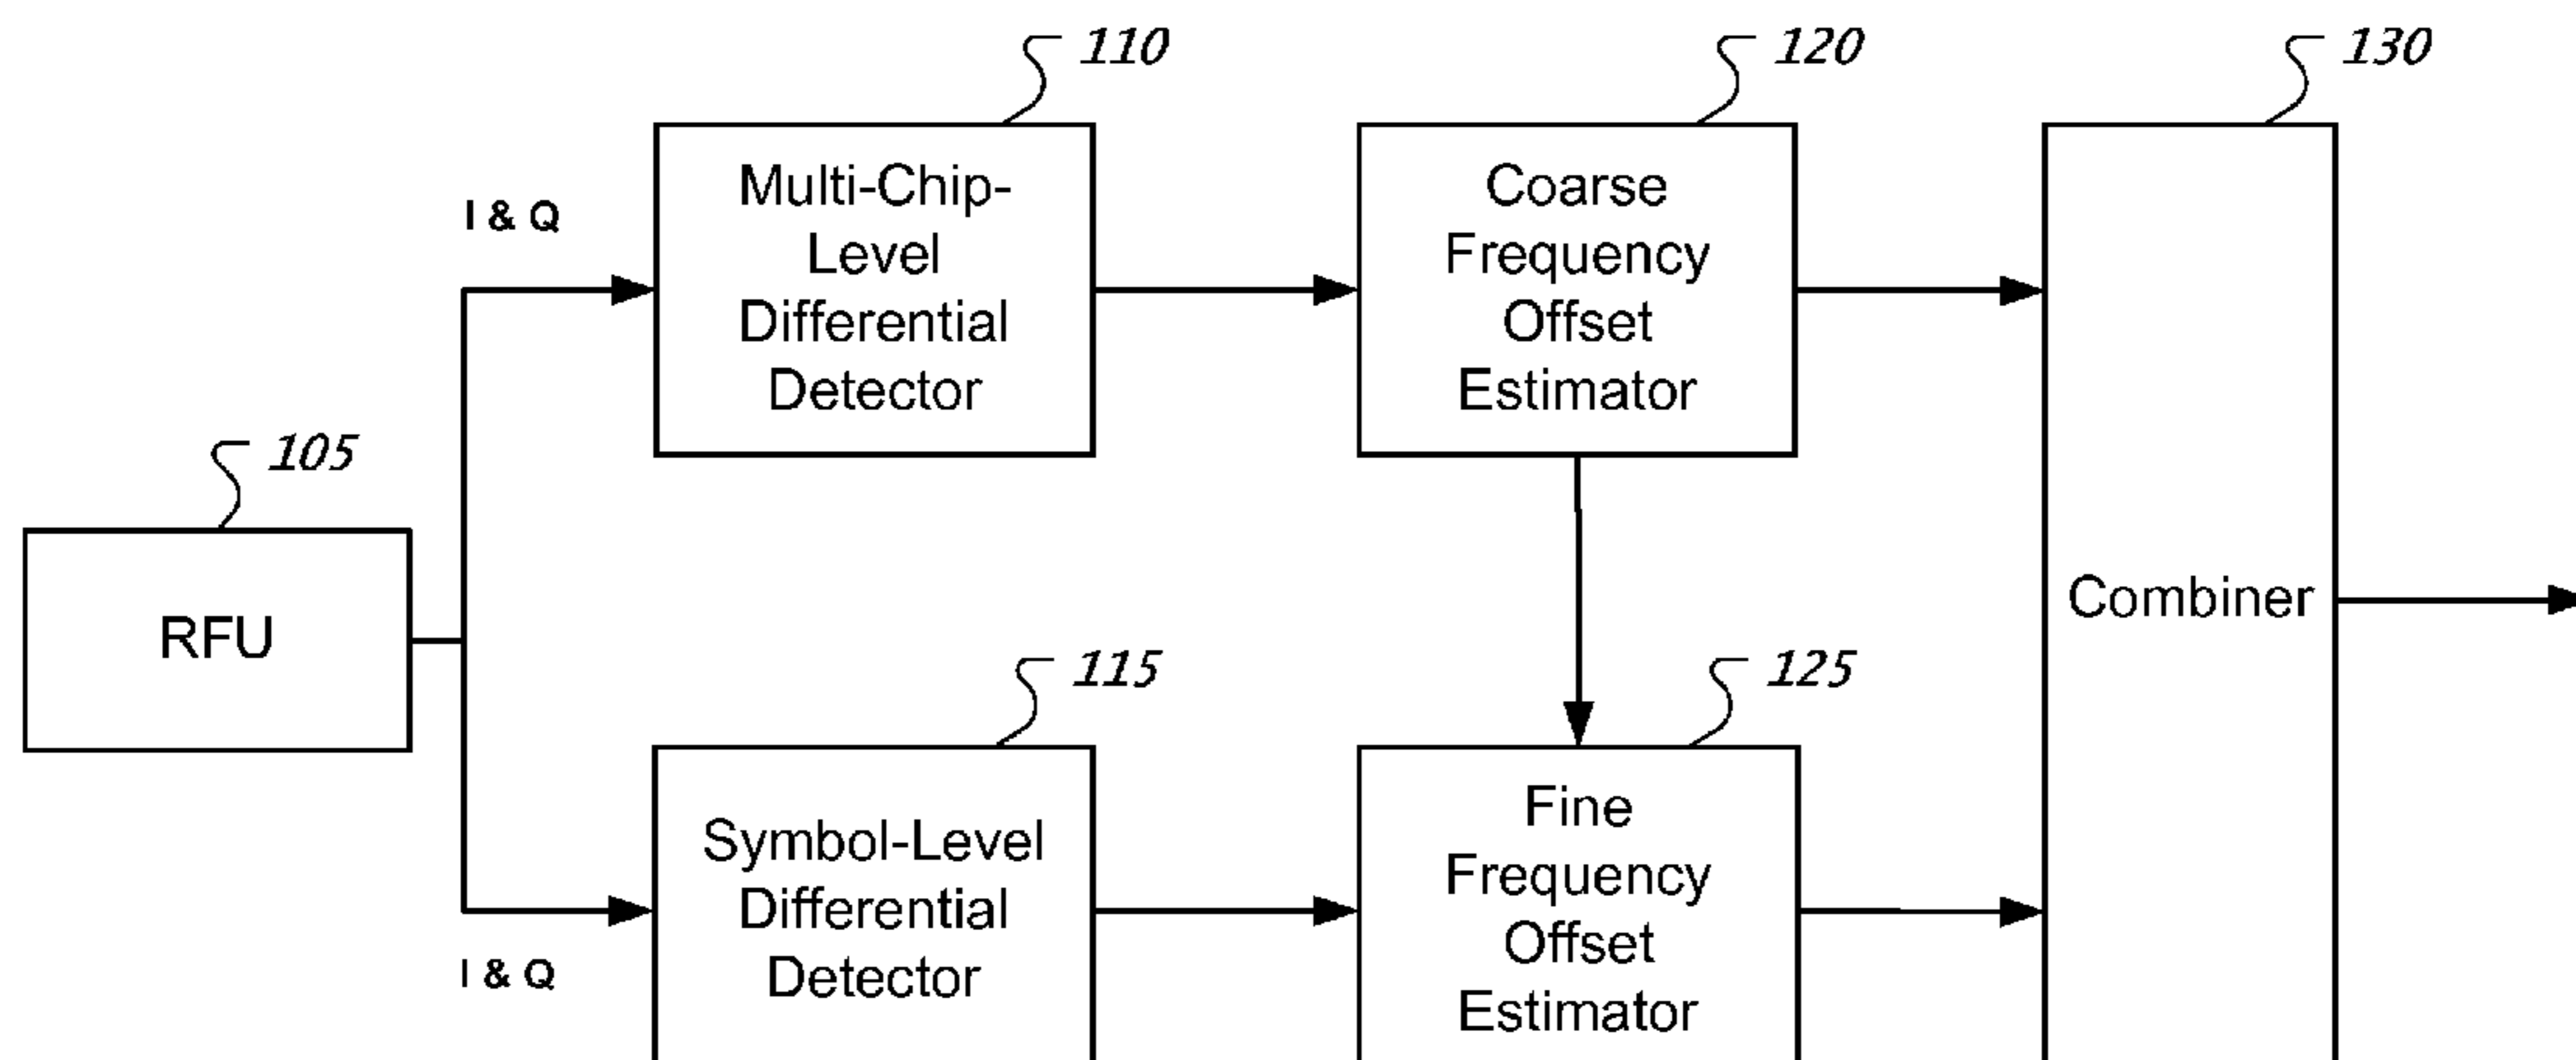 110
120
130
Multi-Chip-
Level
Differential
Detector
Coarse
Frequency
Offset
Estimator
I & Q
105
RFU
Combiner
115
125
Symbol-Level
Differential
Detector
Fine
Frequency
Offset
Estimator
I & Q